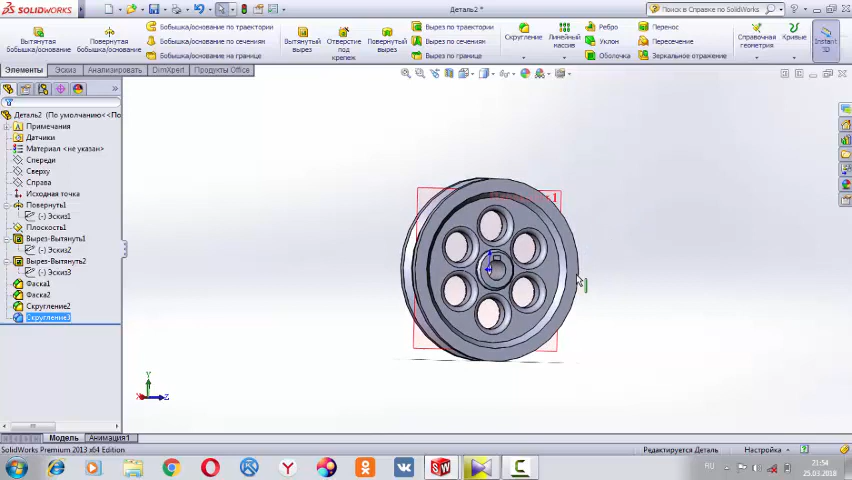 SOLIDWORKS
Деталь2 *
Поиск в Справке по SolidWorks
Вытянутая бобышка/основание
Повернутая бобышка/основание
Бобышка/основание по траектории
Бобышка/основание по сечениям
Бобышка/основание на границе
Вытянутый вырез
Отверстие под крепеж
Повернутый вырез
Вырез по траектории
Вырез по сечениям
Вырез по границе
Скругление
Линейный массив
Ребро
Уклон
Оболочка
Перенос
Пересечение
Зеркальное отражение
Справочная геометрия
Кривые
Instant 3D
Элементы
Эскиз
Анализировать
DimXpert
Продукты Office
Деталь2 (По умолчанию<<По
Примечания
Датчики
Материал <не указан>
Спереди
Сверху
Справа
Исходная точка
Повернуть1
(-) Эскиз1
Плоскость1
Вырез-Вытянуть1
(-) Эскиз2
Вырез-Вытянуть2
(-) Эскиз3
Фаска1
Фаска2
Скругление2
Скругление3
Y
Z
Модель
Анимация1
SolidWorks Premium 2013 x64 Edition
Редактируется Деталь
Настройка
RU
21:54
25.03.2018